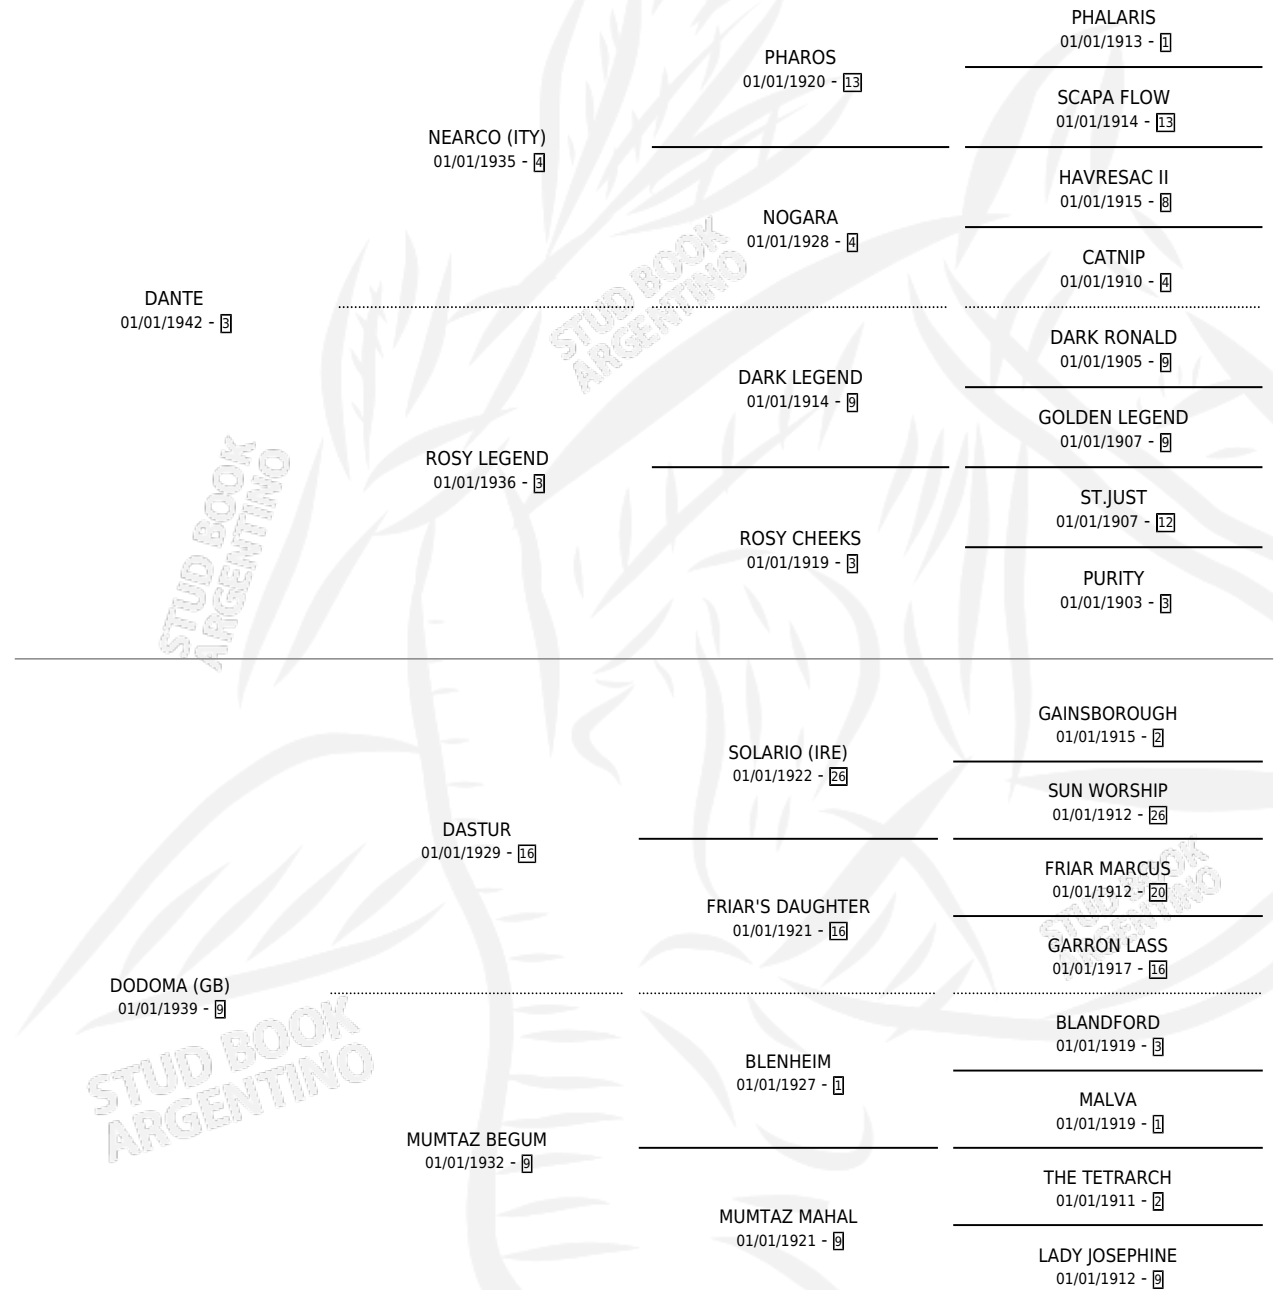 PHALARIS
01/01/1913 - 1
PHAROS
01/01/1920 - 13
SCAPA FLOW
01/01/1914 - 13
NEARCO (ITY)
01/01/1935 - 4
HAVRESAC II
01/01/1915 - 8
NOGARA
01/01/1928 - 4
CATNIP
01/01/1910 - 4
DANTE
01/01/1942 - 3
DARK RONALD
01/01/1905 - 9
DARK LEGEND
01/01/1914 - 9
GOLDEN LEGEND
01/01/1907 - 9
ROSY LEGEND
01/01/1936 - 3
ST.JUST
01/01/1907 - 12
ROSY CHEEKS
01/01/1919 - 3
PURITY
01/01/1903 - 3
GAINSBOROUGH
01/01/1915 - 2
SOLARIO (IRE)
01/01/1922 - 26
SUN WORSHIP
01/01/1912 - 26
DASTUR
01/01/1929 - 16
FRIAR MARCUS
01/01/1912 - 20
FRIAR'S DAUGHTER
01/01/1921 - 16
GARRON LASS
01/01/1917 - 16
DODOMA (GB)
01/01/1939 - 9
BLANDFORD
01/01/1919 - 3
BLENHEIM
01/01/1927 - 1
MALVA
01/01/1919 - 1
MUMTAZ BEGUM
01/01/1932 - 9
THE TETRARCH
01/01/1911 - 2
MUMTAZ MAHAL
01/01/1921 - 9
LADY JOSEPHINE
01/01/1912 - 9
STUD BOOK
ARGENTINO
STUD BOOK
ARGENTINO
STUD BOOK
ARGENTINO
STUD BOOK
ARGENTINO